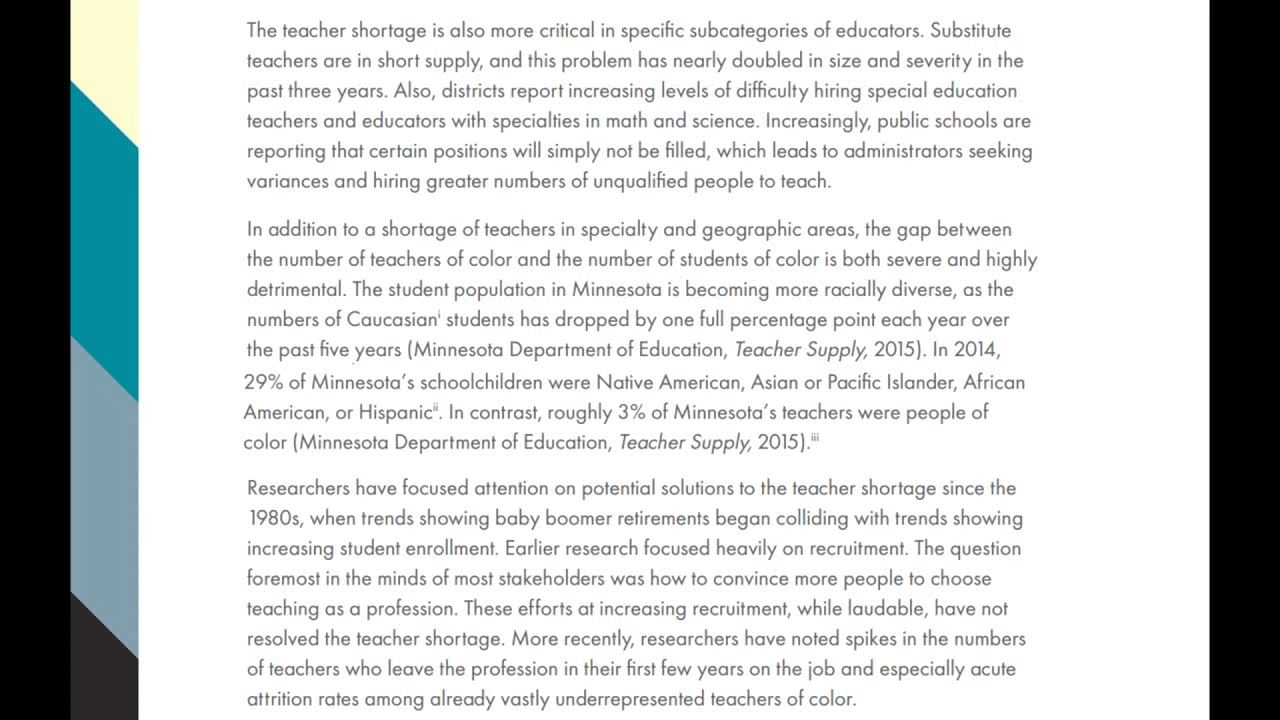 The teacher shortage is also more critical in specific subcategories of educators. Substitute
teachers are in short supply, and this problem has nearly doubled in size and severity in the
past three years. Also, districts report increasing levels of difficulty hiring special education
teachers and educators with specialties in math and science. Increasingly, public schools are
reporting that certain positions will simply not be filled, which leads to administrators seeking
variances and hiring greater numbers of unqualified people to teach.
In addition to a shortage of teachers in specialty and geographic areas, the gap between
the number of teachers of color and the number of students of color is both severe and highly
detrimental. The student population in Minnesota is becoming more racially diverse, as the
numbers of Caucasianⁱ students has dropped by one full percentage point each year over
the past five years (Minnesota Department of Education, Teacher Supply, 2015). In 2014,
29% of Minnesota's schoolchildren were Native American, Asian or Pacific Islander, African
American, or Hispanicⁱⁱ. In contrast, roughly 3% of Minnesota's teachers were people of
color (Minnesota Department of Education, Teacher Supply, 2015).ⁱⁱⁱ
Researchers have focused attention on potential solutions to the teacher shortage since the
1980s, when trends showing baby boomer retirements began colliding with trends showing
increasing student enrollment. Earlier research focused heavily on recruitment. The question
foremost in the minds of most stakeholders was how to convince more people to choose
teaching as a profession. These efforts at increasing recruitment, while laudable, have not
resolved the teacher shortage. More recently, researchers have noted spikes in the numbers
of teachers who leave the profession in their first few years on the job and especially acute
attrition rates among already vastly underrepresented teachers of color.